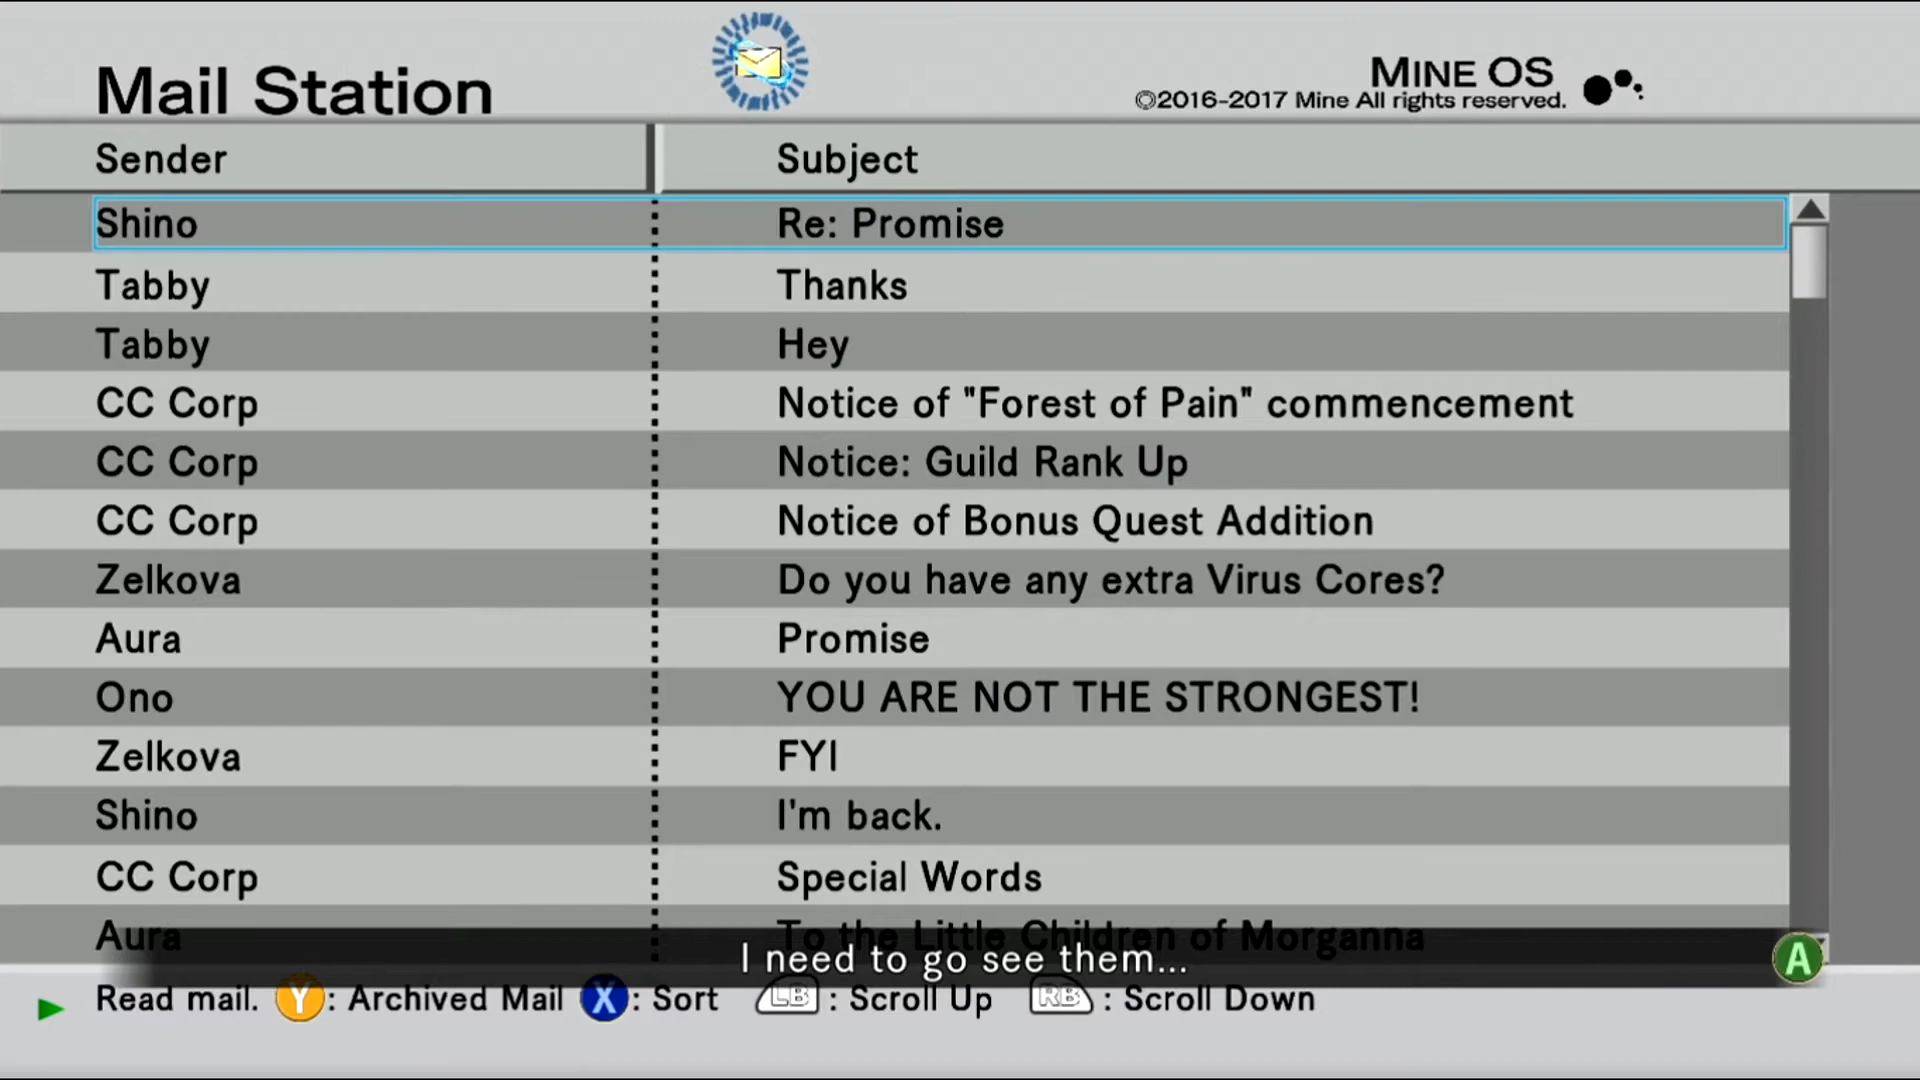 Mail Station
MINE OS
©2016-2017 Mine All rights reserved.
Sender Subject
Shino Re: Promise
Tabby Thanks
Tabby Hey
CC Corp Notice of "Forest of Pain" commencement
CC Corp Notice: Guild Rank Up
CC Corp Notice of Bonus Quest Addition
Zelkova Do you have any extra Virus Cores?
Aura Promise
Ono YOU ARE NOT THE STRONGEST!
Zelkova FYI
Shino I'm back.
CC Corp Special Words
Aura To the Little Children of Morganna
I need to go see them... A
Read mail. Y: Archived Mail X: Sort LB: Scroll Up RB: Scroll Down